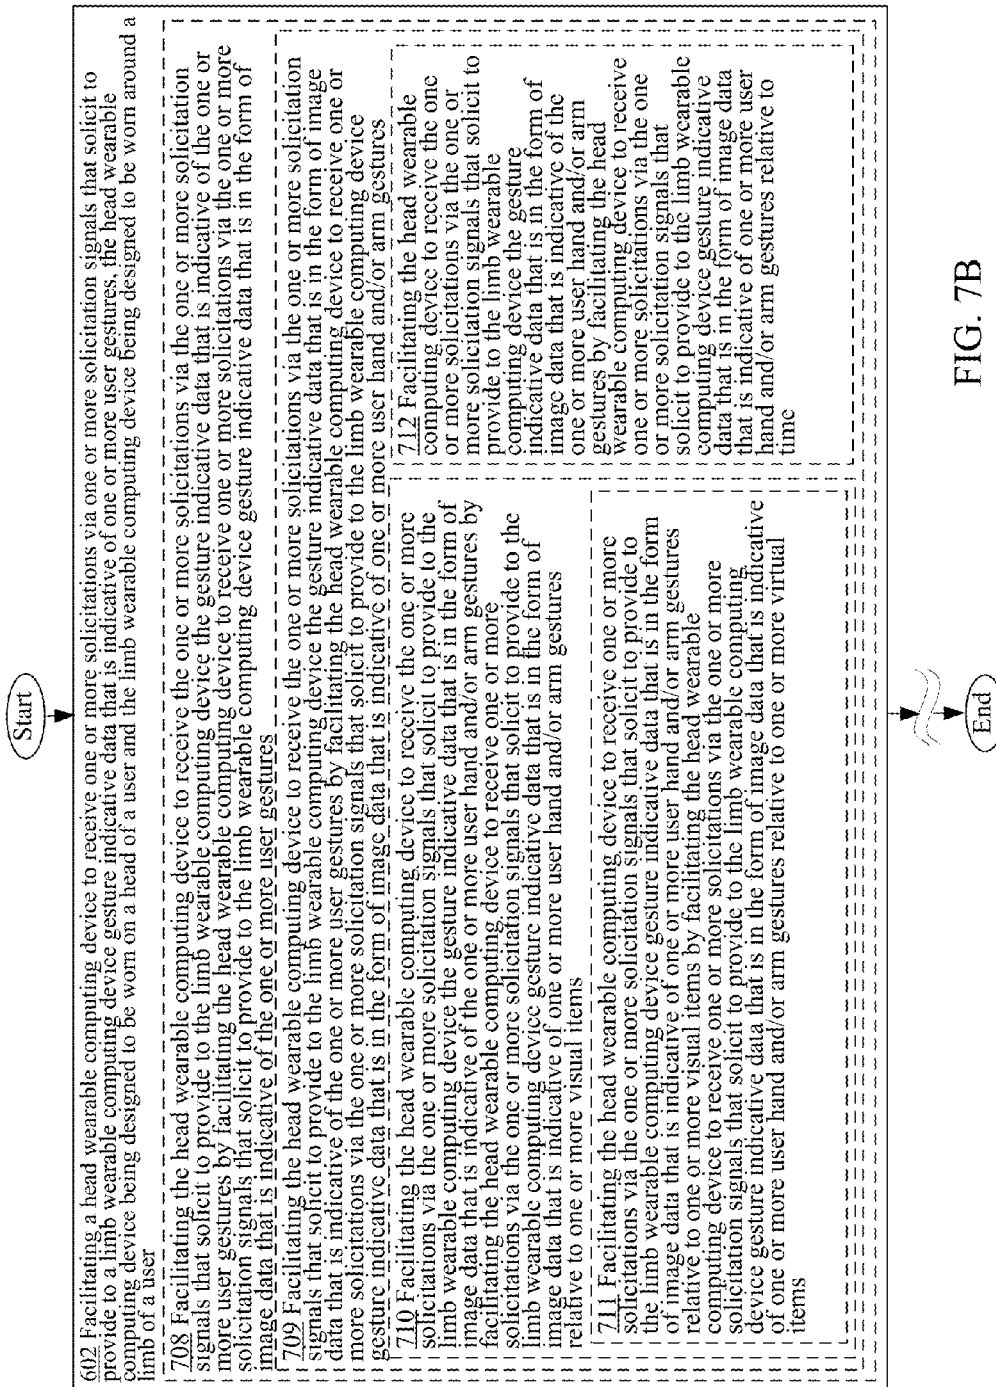 Start
602 Facilitating a head wearable computing device to receive one or more solicitations via one or more solicitation signals that solicit to
provide to a limb wearable computing device gesture indicative data that is indicative of one or more user gestures, the head wearable
computing device being designed to be worn on a head of a user and the limb wearable computing device being designed to be worn around a
limb of a user
708 Facilitating the head wearable computing device to receive the one or more solicitations via the one or more solicitation
signals that solicit to provide to the limb wearable computing device the gesture indicative data that is indicative of the one or
more user gestures by facilitating the head wearable computing device to receive one or more solicitations via the one or more
solicitation signals that solicit to provide to the limb wearable computing device gesture indicative data that is in the form of
image data that is indicative of the one or more user gestures
709 Facilitating the head wearable computing device to receive the one or more solicitations via the one or more solicitation
signals that solicit to provide to the limb wearable computing device the gesture indicative data that is in the form of image
data that is indicative of the one or more user gestures by facilitating the head wearable computing device to receive one or
more solicitations via the one or more solicitation signals that solicit to provide to the limb wearable computing device
gesture indicative data that is in the form of image data that is indicative of one or more user hand and/or arm gestures
710 Facilitating the head wearable computing device to receive the one or more
solicitations via the one or more solicitation signals that solicit to provide to the
limb wearable computing device the gesture indicative data that is in the form of
image data that is indicative of the one or more user hand and/or arm gestures by
facilitating the head wearable computing device to receive one or more
solicitations via the one or more solicitation signals that solicit to provide to the
limb wearable computing device gesture indicative data that is in the form of
image data that is indicative of one or more user hand and/or arm gestures
relative to one or more visual items
711 Facilitating the head wearable computing device to receive one or more
solicitations via the one or more solicitation signals that solicit to provide to
the limb wearable computing device gesture indicative data that is in the form
of image data that is indicative of one or more user hand and/or arm gestures
relative to one or more visual items by facilitating the head wearable
computing device to receive one or more solicitations via the one or more
solicitation signals that solicit to provide to the limb wearable computing
device gesture indicative data that is in the form of image data that is indicative
of one or more user hand and/or arm gestures relative to one or more virtual
items
712 Facilitating the head wearable
computing device to receive the one
or more solicitations via the one or
more solicitation signals that solicit to
provide to the limb wearable
computing device the gesture
indicative data that is in the form of
image data that is indicative of the
one or more user hand and/or arm
gestures by facilitating the head
wearable computing device to receive
one or more solicitations via the one
or more solicitation signals that
solicit to provide to the limb wearable
computing device gesture indicative
data that is in the form of image data
that is indicative of one or more user
hand and/or arm gestures relative to
time
End
FIG. 7B